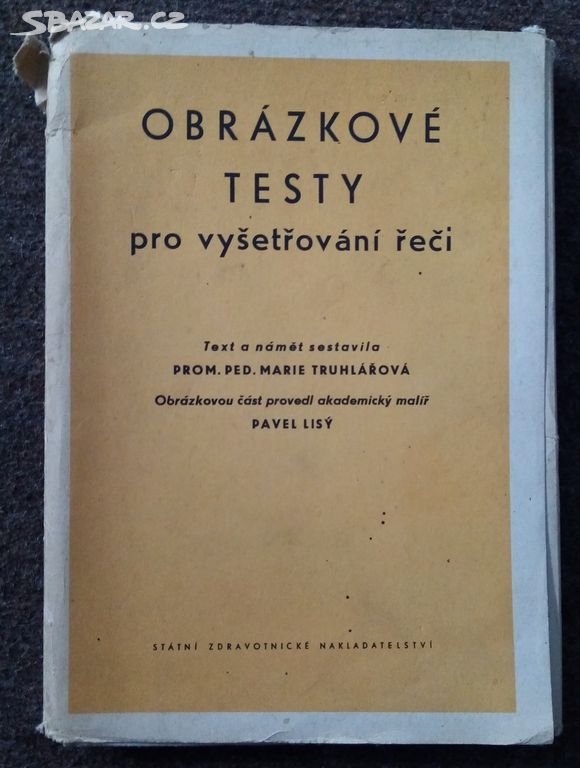 SBAZAR.CZ
OBRÁZKOVÉ
TESTY
pro vyšetřování řeči
Text a námět sestavila
PROM. PED. MARIE TRUHLÁŘOVÁ
Obrázkovou část provedl akademický malíř
PAVEL LISÝ
STÁTNÍ ZDRAVOTNICKÉ NAKLADATELSTVÍ